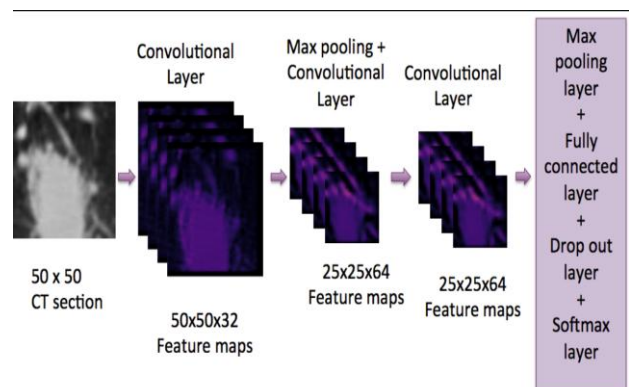 Convolutional
Layer
Max pooling +
Convolutional
Layer
Convolutional
Layer
Max
pooling
layer
+
Fully
connected
layer
+
Drop out
layer
+
Softmax
layer
50 x 50
CT section
50x50x32
Feature maps
25x25x64
Feature maps
25x25x64
Feature maps